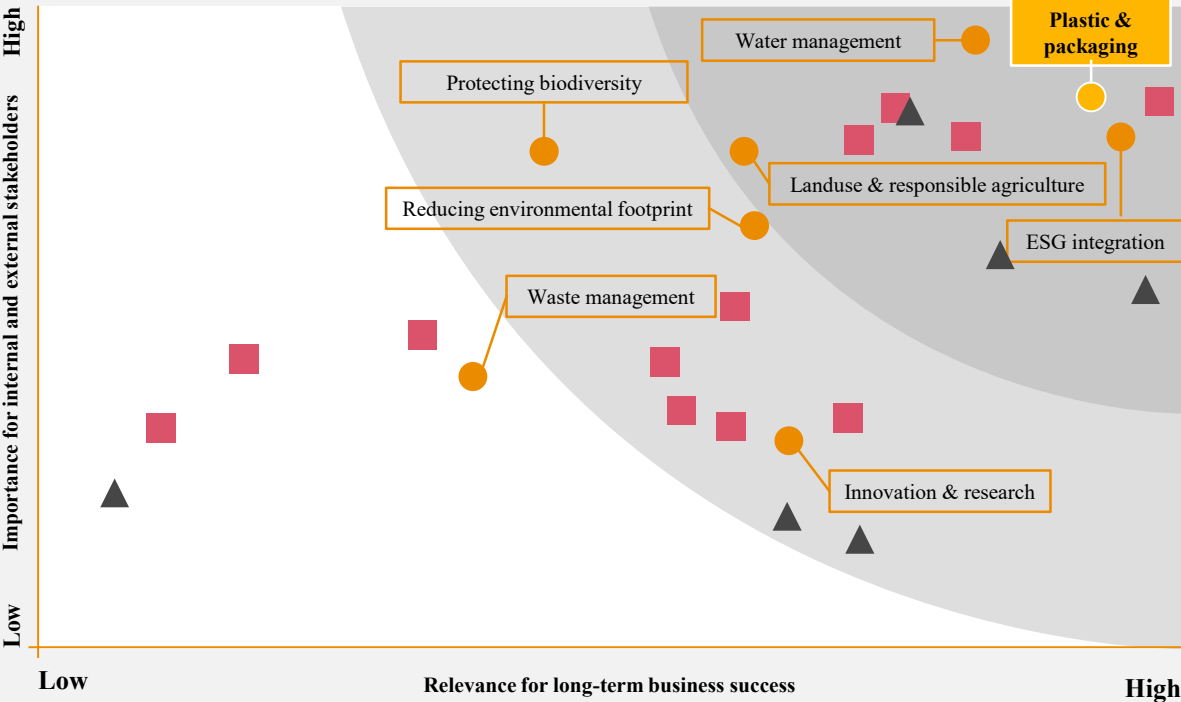 High
Importance for internal and external stakeholders
Low
Plastic &
packaging
Water management
Protecting biodiversity
Landuse & responsible agriculture
Reducing environmental footprint
ESG integration
Waste management
Innovation & research
Low
Relevance for long-term business success
High